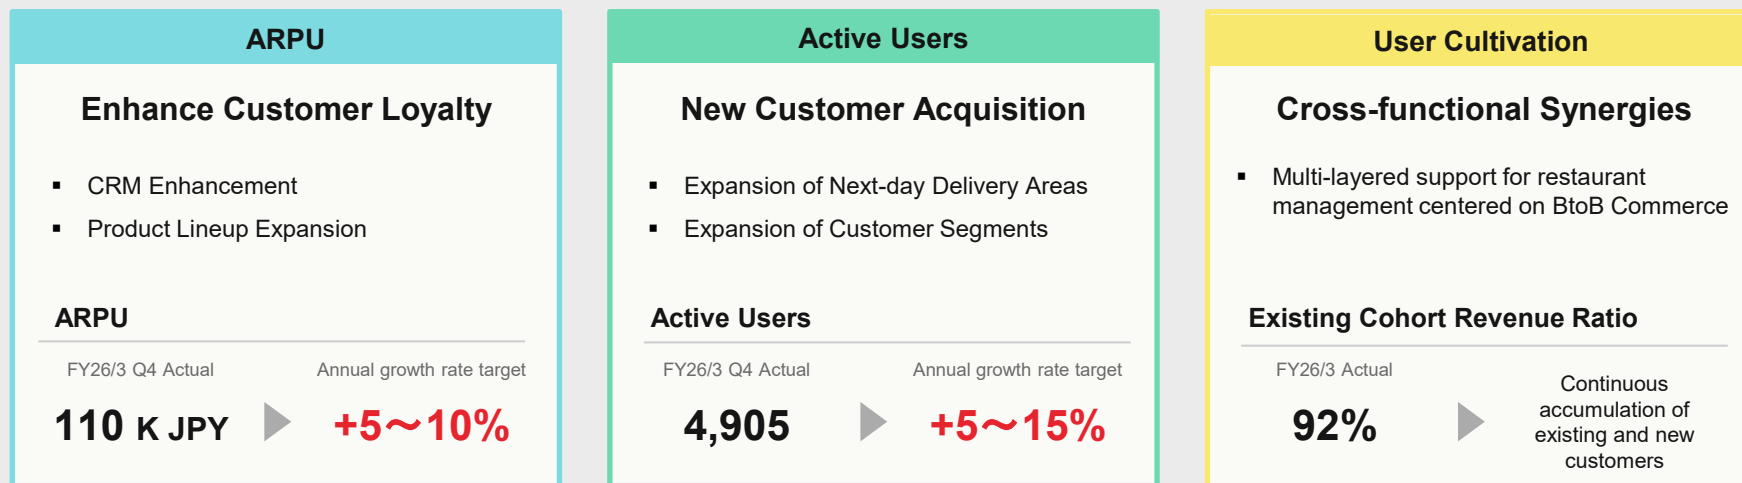 ARPU
Enhance Customer Loyalty
▪ CRM Enhancement
▪ Product Lineup Expansion
ARPU
FY26/3 Q4 Actual
Annual growth rate target
110 K JPY
+5～10%
Active Users
New Customer Acquisition
▪ Expansion of Next-day Delivery Areas
▪ Expansion of Customer Segments
Active Users
FY26/3 Q4 Actual
Annual growth rate target
4,905
+5～15%
User Cultivation
Cross-functional Synergies
▪ Multi-layered support for restaurant
management centered on BtoB Commerce
Existing Cohort Revenue Ratio
FY26/3 Actual
92%
Continuous
accumulation of
existing and new
customers